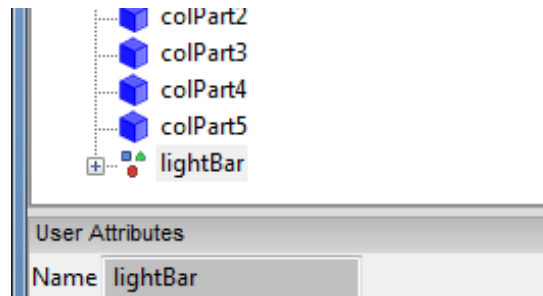 colPart2
colPart3
colPart4
colPart5
lightBar
User Attributes
Name lightBar